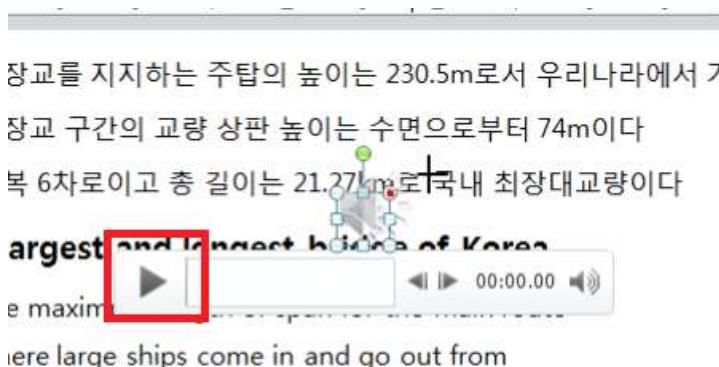 장교를 지지하는 주탑의 높이는 230.5m로서 우리나라에서
장교 구간의 교량 상판 높이는 수면으로부터 74m이다
복 6차로이고 총 길이는 21.27km로 국내 최장대교량이다
argest and longest bridge of Korea
00:00.00
e maxim
ere large ships come in and go out from